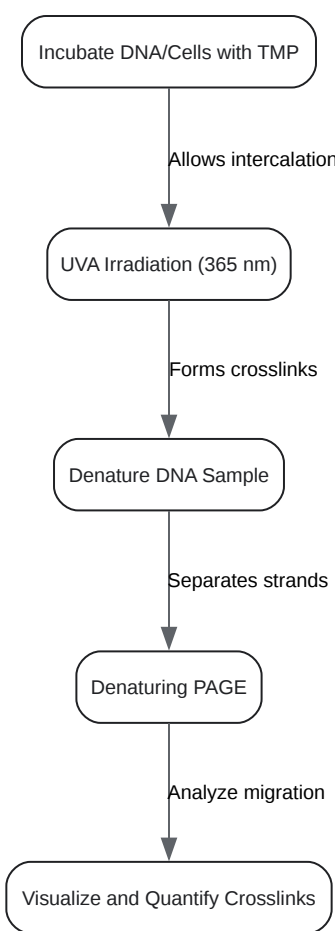 Incubate DNA/Cells with TMP
Allows intercalation
UVA Irradiation (365 nm)
Forms crosslinks
Denature DNA Sample
Separates strands
Denaturing PAGE
Analyze migration
Visualize and Quantify Crosslinks